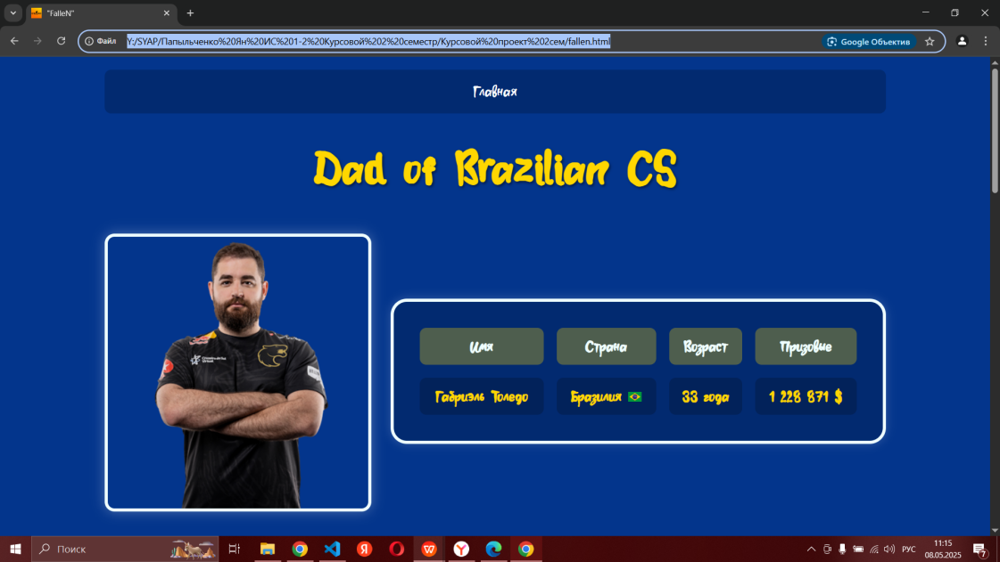 "FalleN"
Файл
Y:/SYAP/Папыльченко%20Ян%20ИС%201-2%20Курсовой%202%20семестр/Курсовой%20проект%202сем/fallen.html
Google Объектив
Главная
Dad of Brazilian CS
Имя Страна Возраст Призовые
Габриэль Толедо Бразилия 33 года 1 228 871 $
Поиск
РУС
11:15
08.05.2025
7